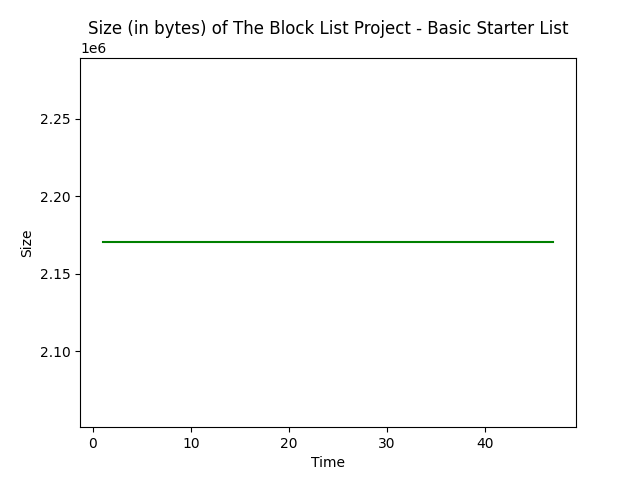 Size (in bytes) of The Block List Project - Basic Starter List
1e6
2.25
2.20
2.15
2.10
Size
0 10 20 30 40
Time